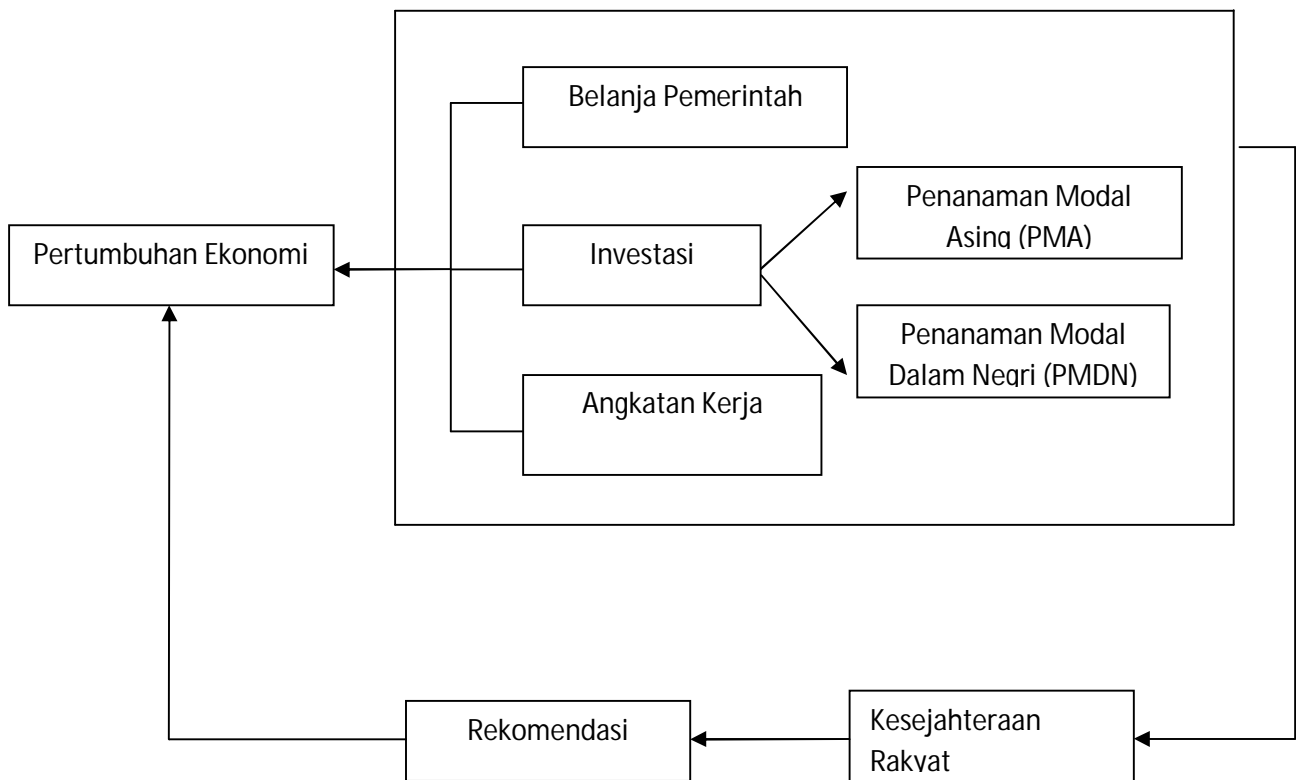 Belanja Pemerintah
Penanaman Modal
Asing (PMA)
Pertumbuhan Ekonomi
Investasi
Penanaman Modal
Dalam Negri (PMDN)
Angkatan Kerja
Rekomendasi
Kesejahteraan
Rakyat